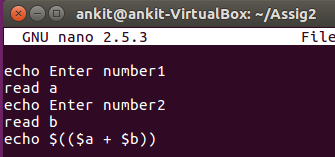 ankit@ankit-VirtualBox: ~/Assig2
GNU nano 2.5.3 File
echo Enter number1
read a
echo Enter number2
read b
echo $(($a + $b))